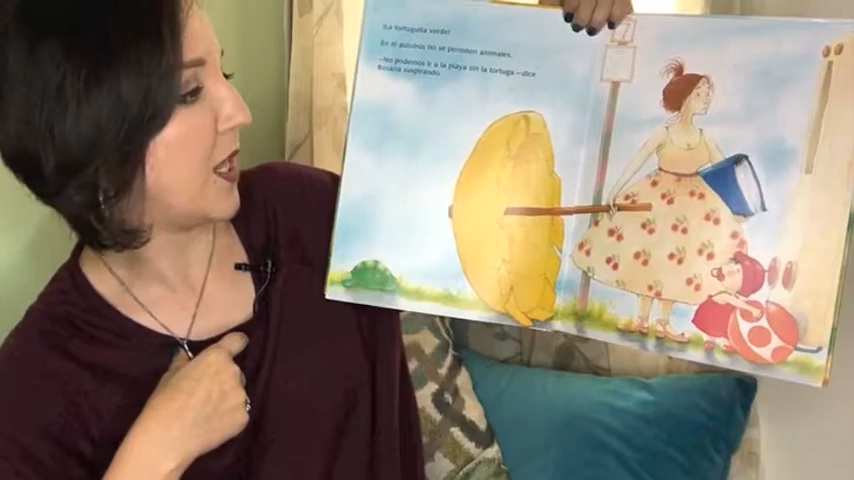 ¡La tortuguita verde!
En el autobús no se permiten animales.
–No podemos ir a la playa sin la tortuga –dice
Rosana suspirando.